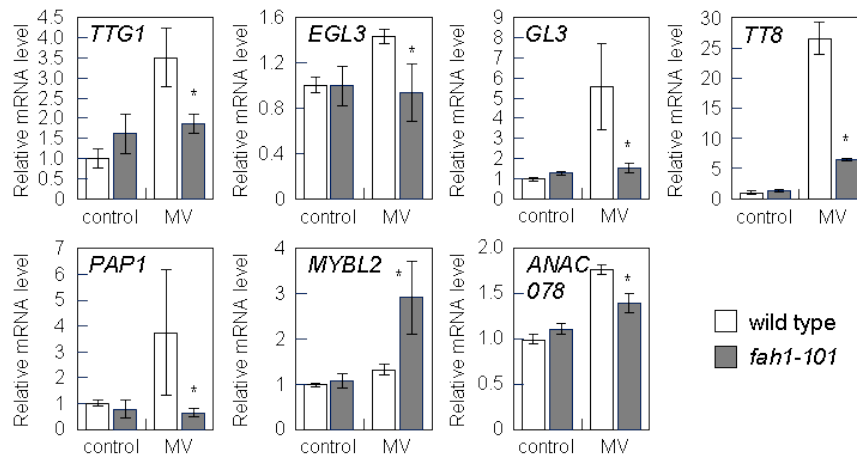 TTG1
Relative mRNA level
4.5
4.0
3.5
3.0
2.5
2.0
1.5
1.0
0.5
0
*
control MV
EGL3
Relative mRNA level
1.6
1.4
1.2
1.0
0.6
0
*
control MV
GL3
Relative mRNA level
9
8
7
6
5
4
3
2
1
0
*
control MV
TT8
Relative mRNA level
30
25
20
15
10
5
0
*
control MV
PAP1
Relative mRNA level
7
6
5
4
3
2
1
0
*
control MV
MYBL2
Relative mRNA level
4
3
2
1
0
*
control MV
ANAC
078
Relative mRNA level
2.0
1.5
1.0
0.5
0.0
*
control MV
wild type
fah1-101